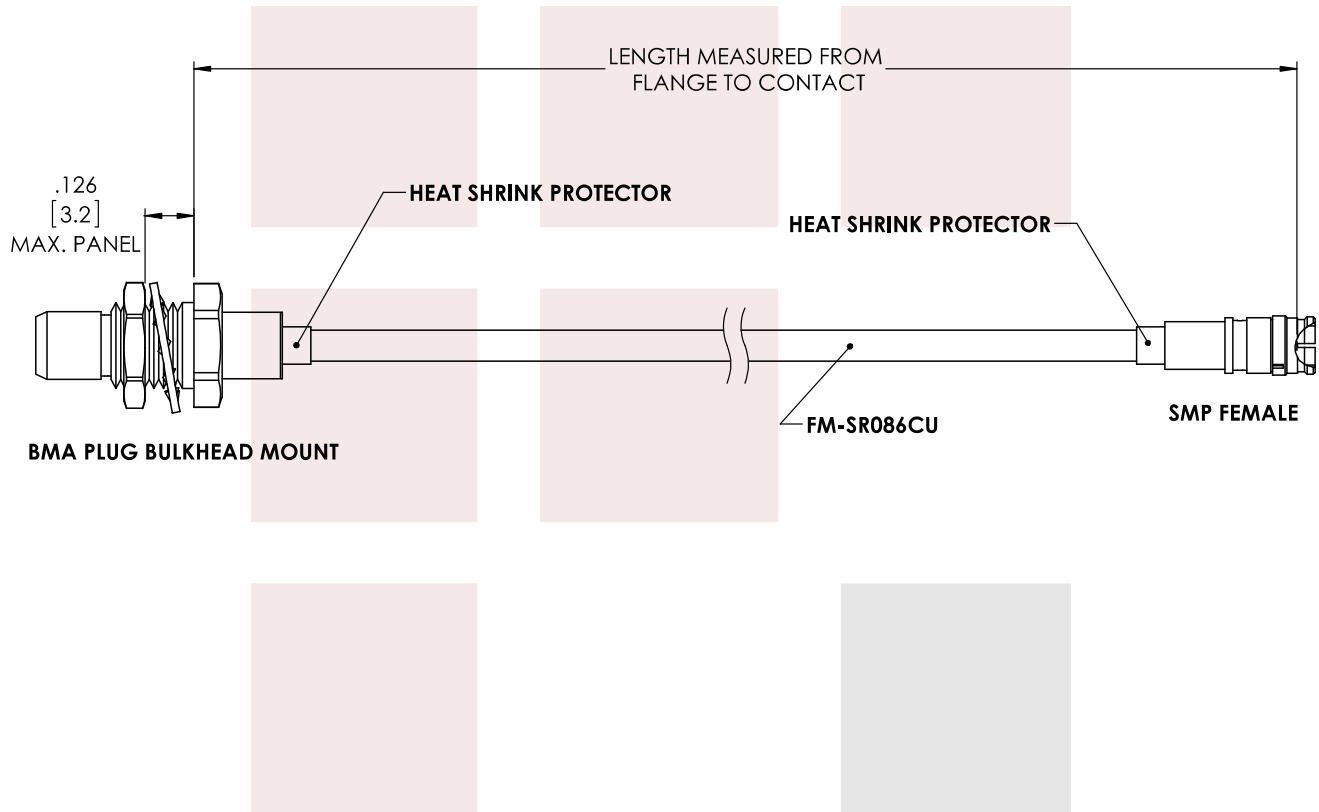 LENGTH MEASURED FROM
FLANGE TO CONTACT
.126
[3.2]
MAX. PANEL
HEAT SHRINK PROTECTOR
HEAT SHRINK PROTECTOR
FM-SR086CU
SMP FEMALE
BMA PLUG BULKHEAD MOUNT